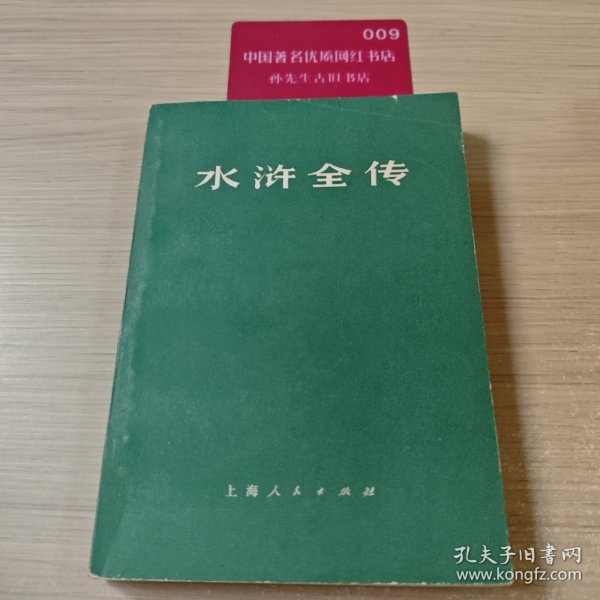 009
中国著名优质网红书店
孙先生古旧书店
水浒全传
上海人民出版社
孔夫子旧书网
www.kongfz.com